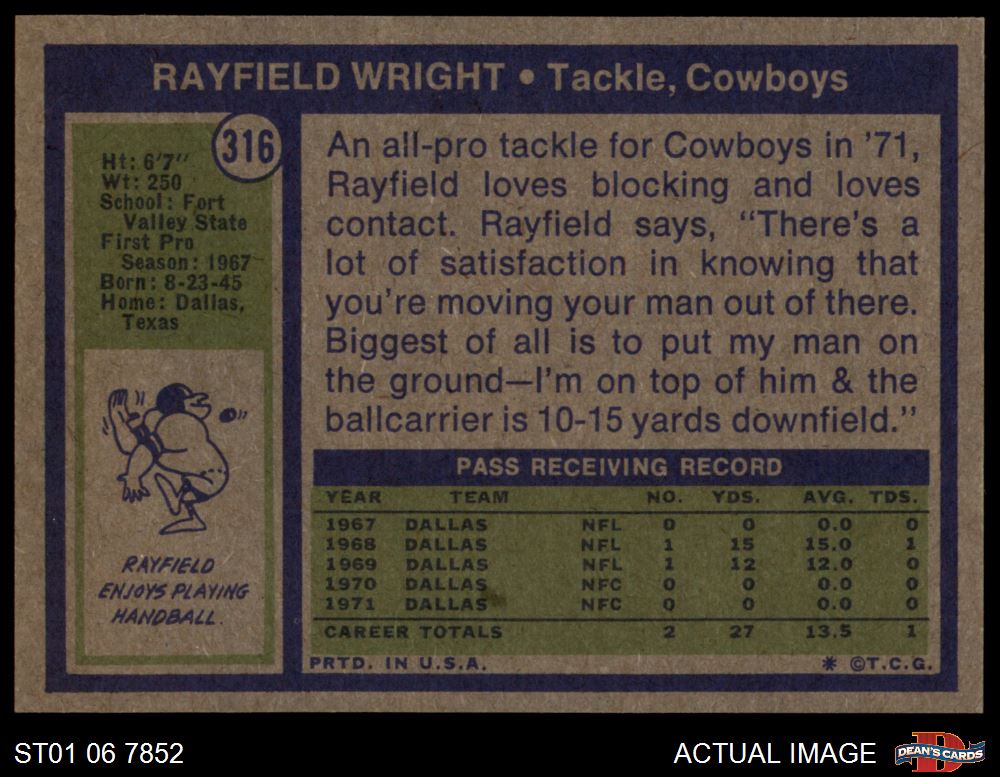 RAYFIELD WRIGHT • Tackle, Cowboys
316
Ht: 6'7"
Wt: 250
School: Fort
Valley State
First Pro
Season: 1967
Born: 8-23-45
Home: Dallas,
Texas
RAYFIELD
ENJOYS PLAYING
HANDBALL.
An all-pro tackle for Cowboys in '71,
Rayfield loves blocking and loves
contact. Rayfield says, "There's a
lot of satisfaction in knowing that
you're moving your man out of there.
Biggest of all is to put my man on
the ground—I'm on top of him & the
ballcarrier is 10-15 yards downfield."
PASS RECEIVING RECORD
YEAR TEAM NO. YDS. AVG. TDS.
1967 DALLAS NFL 0 0 0.0 0
1968 DALLAS NFL 1 15 15.0 1
1969 DALLAS NFL 1 12 12.0 0
1970 DALLAS NFC 0 0 0.0 0
1971 DALLAS NFC 0 0 0.0 0
CAREER TOTALS 2 27 13.5 1
PRTD. IN U.S.A. * ©T.C.G.
ST01 06 7852 ACTUAL IMAGE
D
DEAN'S CARDS